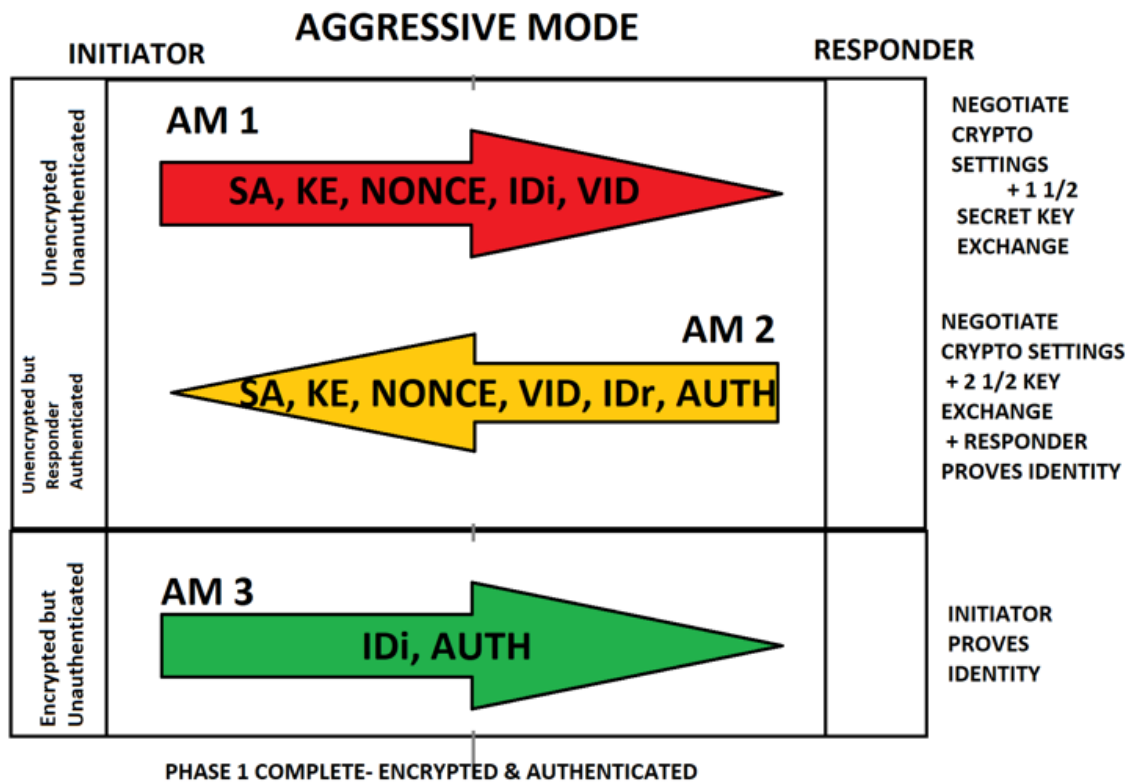 AGGRESSIVE MODE
INITIATOR
RESPONDER
Unencrypted
Unanuthenticated
AM 1
SA, KE, NONCE, IDi, VID
NEGOTIATE
CRYPTO
SETTINGS
+ 1 1/2
SECRET KEY
EXCHANGE
Unencrypted but
Responder
Authenticated
AM 2
SA, KE, NONCE, VID, IDr, AUTH
NEGOTIATE
CRYPTO SETTINGS
+ 2 1/2 KEY
EXCHANGE
+ RESPONDER
PROVES IDENTITY
Encrypted but
Unauthenticated
AM 3
IDi, AUTH
INITIATOR
PROVES
IDENTITY
PHASE 1 COMPLETE- ENCRYPTED & AUTHENTICATED